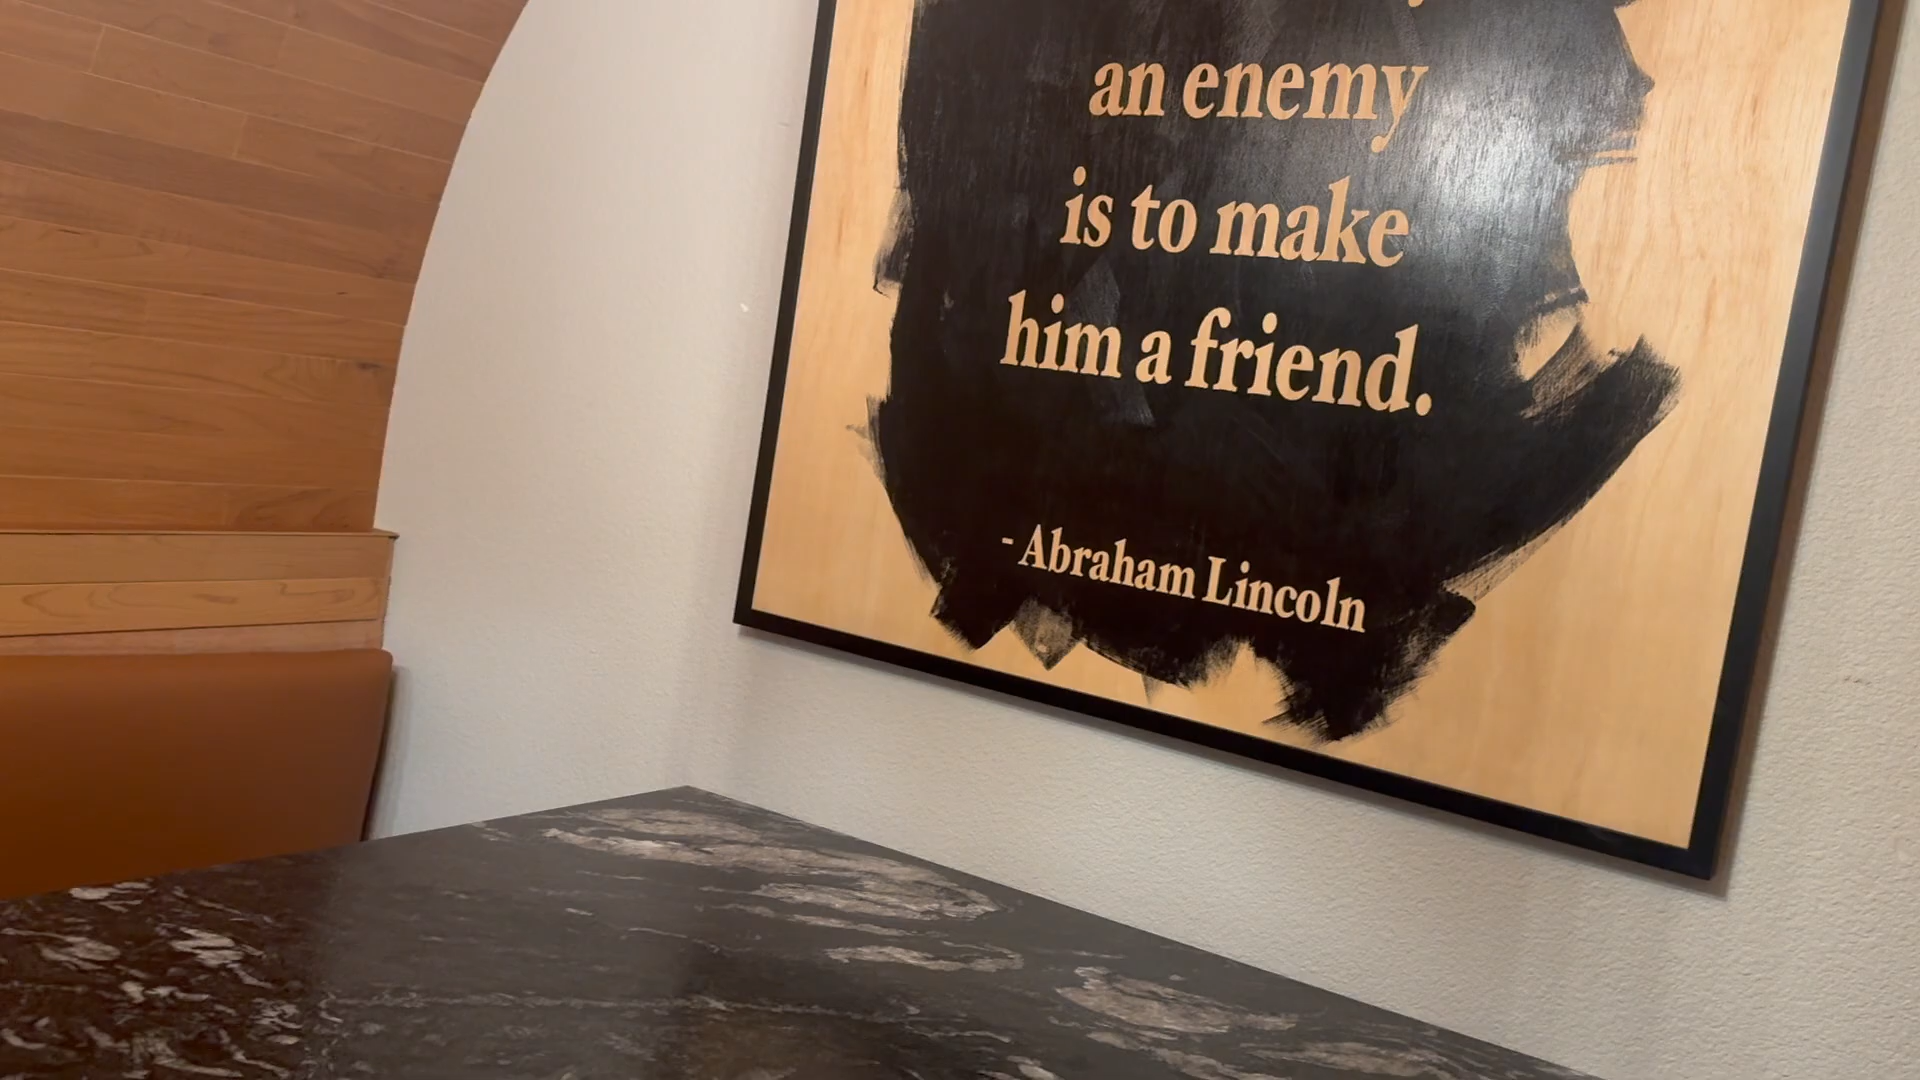 an enemy
is to make
him a friend.
- Abraham Lincoln